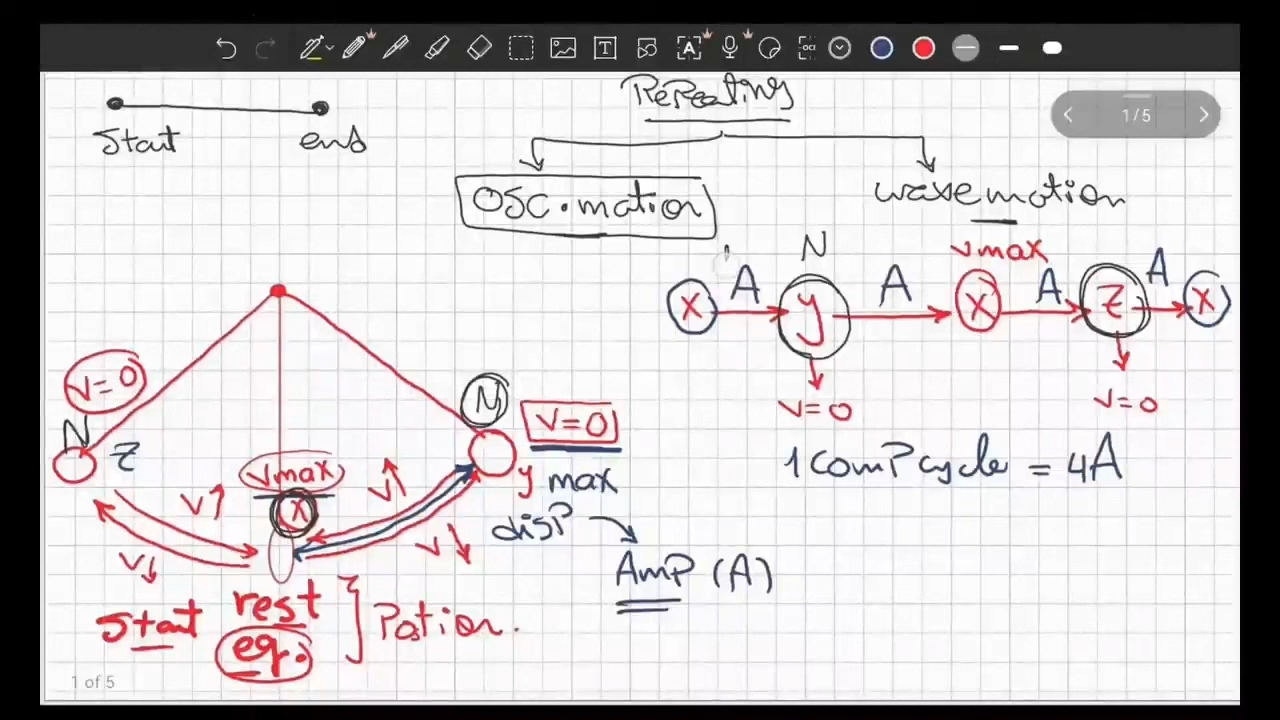 1/5
RePeating
start end
osc. motion
wave motion
N vmax
A A A A
x y x z x
v=0 v=0
1 comP cycle = 4A
v=0
N
z
N
v=0
y max
disP
AmP (A)
vmax
x
v↑ v↑
v↓ v↓
start rest
eq.
Potion.
1 of 5